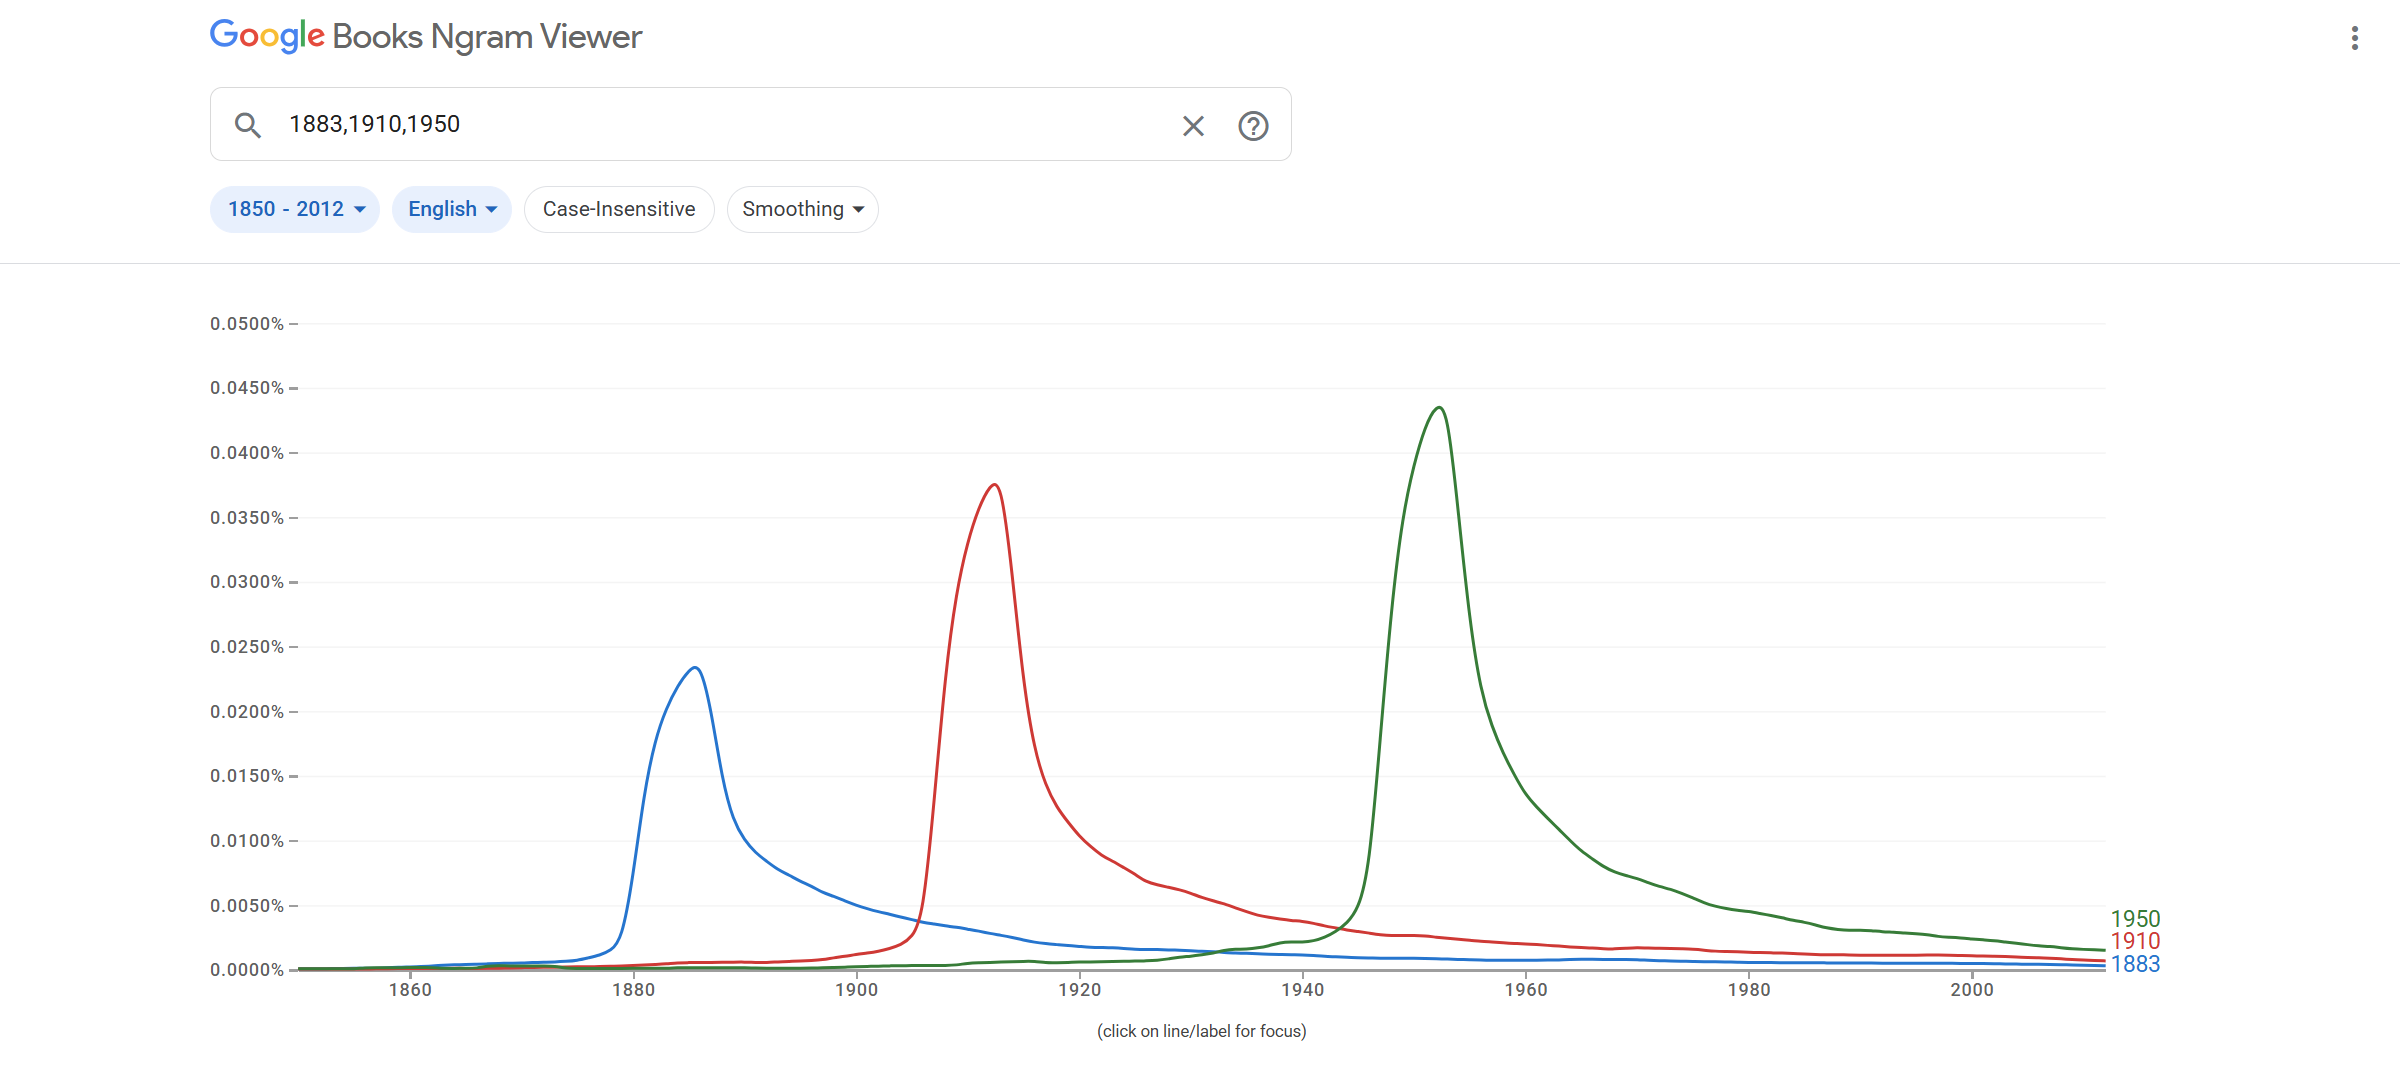 Google Books Ngram Viewer
1883,1910,1950
1850 - 2012
English
Case-Insensitive
Smoothing
0.0500%
0.0450%
0.0400%
0.0350%
0.0300%
0.0250%
0.0200%
0.0150%
0.0100%
0.0050%
0.0000%
1950
1910
1883
1860 1880 1900 1920 1940 1960 1980 2000
(click on line/label for focus)